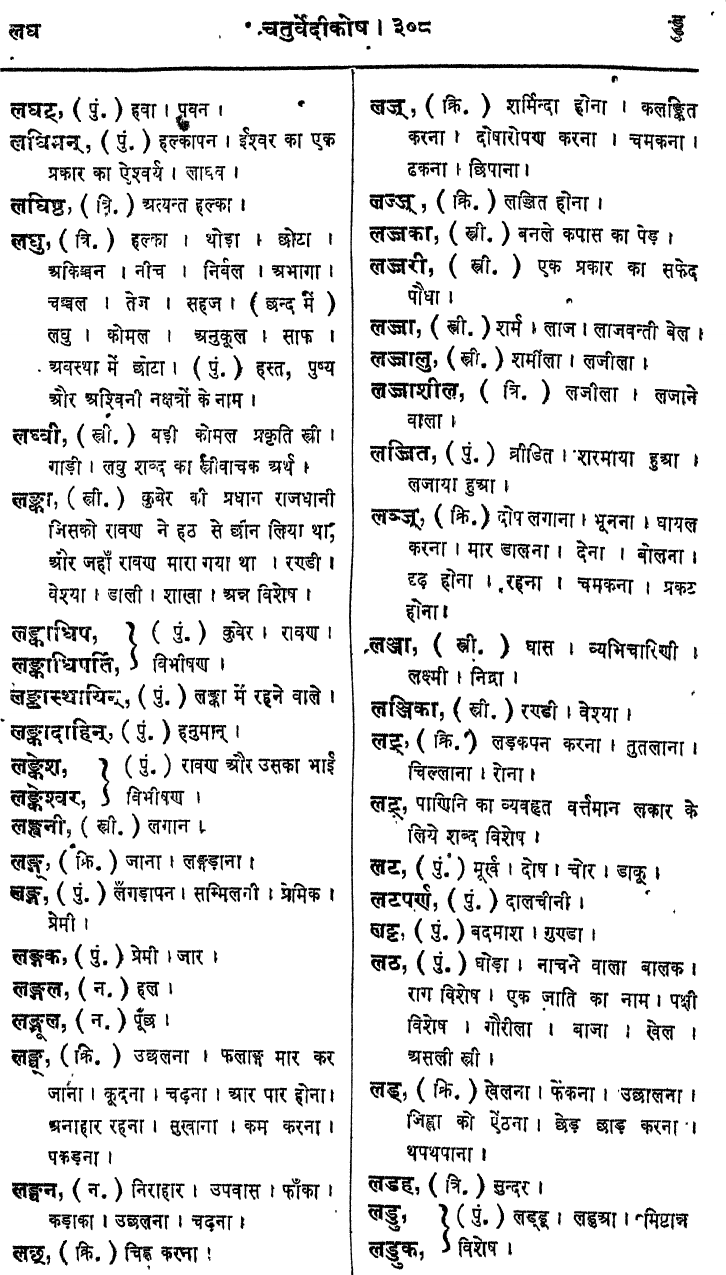 लघ
चतुर्वेदीकोष । ३०८
लघट्, ( पुं. ) हवा । पवन ।
लघिमन्, ( पुं. ) हल्कापन । ईश्वर का एक
प्रकार का ऐश्वर्य । लाघव ।
लघिष्ठ, ( त्रि. ) अत्यन्त हल्का ।
लघु, ( त्रि. ) हल्का । थोड़ा । छोटा ।
अकिञ्चन । नीच । निर्बल । अभागा ।
चञ्चल । तेज । सहज । ( छन्द में )
लघु । कोमल । अनुकूल । साफ ।
अवस्था में छोटा । ( पुं. ) हस्त, पुष्य
और अश्विनी नक्षत्रों के नाम ।
लघ्वी, ( स्त्री. ) बड़ी कोमल प्रकृति स्त्री ।
गाड़ी । लघु शब्द का स्त्रीवाचक अर्थ ।
लङ्का, ( स्त्री. ) कुबेर की प्रधान राजधानी
जिसको रावण ने हठ से छीन लिया था,
और जहाँ रावण मारा गया था । रण्डी ।
वेश्या । डाली । शाखा । अन्न विशेष ।
लङ्काधिप, } ( पुं. ) कुबेर । रावण ।
लङ्काधिपति, } विभीषण ।
लङ्कास्थायिन्, ( पुं. ) लङ्का में रहने वाले ।
लङ्कादाहिन्, ( पुं. ) हनुमान् ।
लङ्केश, } ( पुं. ) रावण और उसका भाई
लङ्केश्वर, } विभीषण ।
लङ्खनी, ( स्त्री. ) लगान ।
लङ्ग्, ( क्रि. ) जाना । लङ्गड़ाना ।
लङ्ग, ( पुं. ) लँगड़ापन । सम्मिलनी । प्रेमिक ।
प्रेमी ।
लङ्गक, ( पुं. ) प्रेमी । जार ।
लङ्गल, ( न. ) हल ।
लङ्गूल, ( न. ) पूँछ ।
लङ्घ्, ( क्रि. ) उछलना । फलाङ्ग मार कर
जाना । कूदना । चढ़ना । आर पार होना ।
अनाहार रहना । सुखाना । कम करना ।
पकड़ना ।
लङ्घन, ( न. ) निराहार । उपवास । फाँका ।
कड़ाका । उछलना । चढ़ना ।
लछ्, ( क्रि. ) चिह्न करना ।
लज्, ( क्रि. ) शर्मिन्दा होना । कलङ्कित
करना । दोषारोपण करना । चमकना ।
ढकना । छिपाना ।
लज्ज्, ( क्रि. ) लज्जित होना ।
लज्जका, ( स्त्री. ) बनले कपास का पेड़ ।
लज्जरी, ( स्त्री. ) एक प्रकार का सफेद
पौधा ।
लज्जा, ( स्त्री. ) शर्म । लाज । लाजवन्ती बेल ।
लज्जालु, ( स्त्री. ) शर्मीला । लजीला ।
लज्जाशील, ( त्रि. ) लजीला । लजाने
वाला ।
लज्जित, ( पुं. ) व्रीडित । शरमाया हुआ ।
लजाया हुआ ।
लञ्ज्, ( क्रि. ) दोष लगाना । भूनना । घायल
करना । मार डालना । देना । बोलना ।
दृढ़ होना । रहना । चमकना । प्रकट
होना ।
लञ्जा, ( स्त्री. ) घास । व्यभिचारिणी ।
लक्ष्मी । निद्रा ।
लञ्जिका, ( स्त्री. ) रण्डी । वेश्या ।
लट्, ( क्रि. ) लड़कपन करना । तुतलाना ।
चिल्लाना । रोना ।
लट्, पाणिनि का व्यवहृत वर्त्तमान लकार के
लिये शब्द विशेष ।
लट, ( पुं. ) मूर्ख । दोष । चोर । डाकू ।
लटपर्ण, ( पुं. ) दालचीनी ।
लट्ट, ( पुं. ) बदमाश । गुण्डा ।
लठ, ( पुं. ) घोड़ा । नाचने वाला बालक ।
राग विशेष । एक जाति का नाम । पक्षी
विशेष । गौरीला । बाजा । खेल ।
असली स्त्री ।
लड्, ( क्रि. ) खेलना । फेंकना । उछालना ।
जिह्वा को ऐंठना । छेड़ छाड़ करना ।
थपथपाना ।
लडह, ( त्रि. ) सुन्दर ।
लड्डु, } ( पुं. ) लड्डू । लडुआ । मिष्टान्न
लड्डुक, } विशेष ।